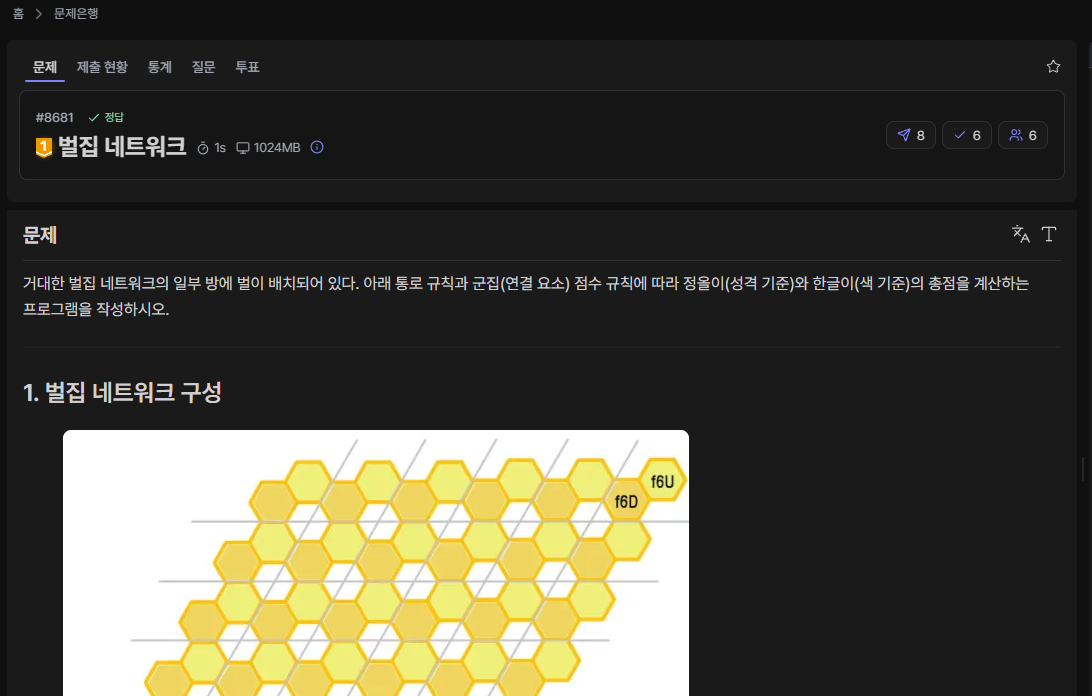 홈 > 문제은행
문제 제출 현황 통계 질문 투표
#8681 정답
1 벌집 네트워크 1s 1024MB
8 6 6
문제
거대한 벌집 네트워크의 일부 방에 벌이 배치되어 있다. 아래 통로 규칙과 군집(연결 요소) 점수 규칙에 따라 정올이(성격 기준)와 한글이(색 기준)의 총점을 계산하는
프로그램을 작성하시오.
1. 벌집 네트워크 구성
f6U
f6D